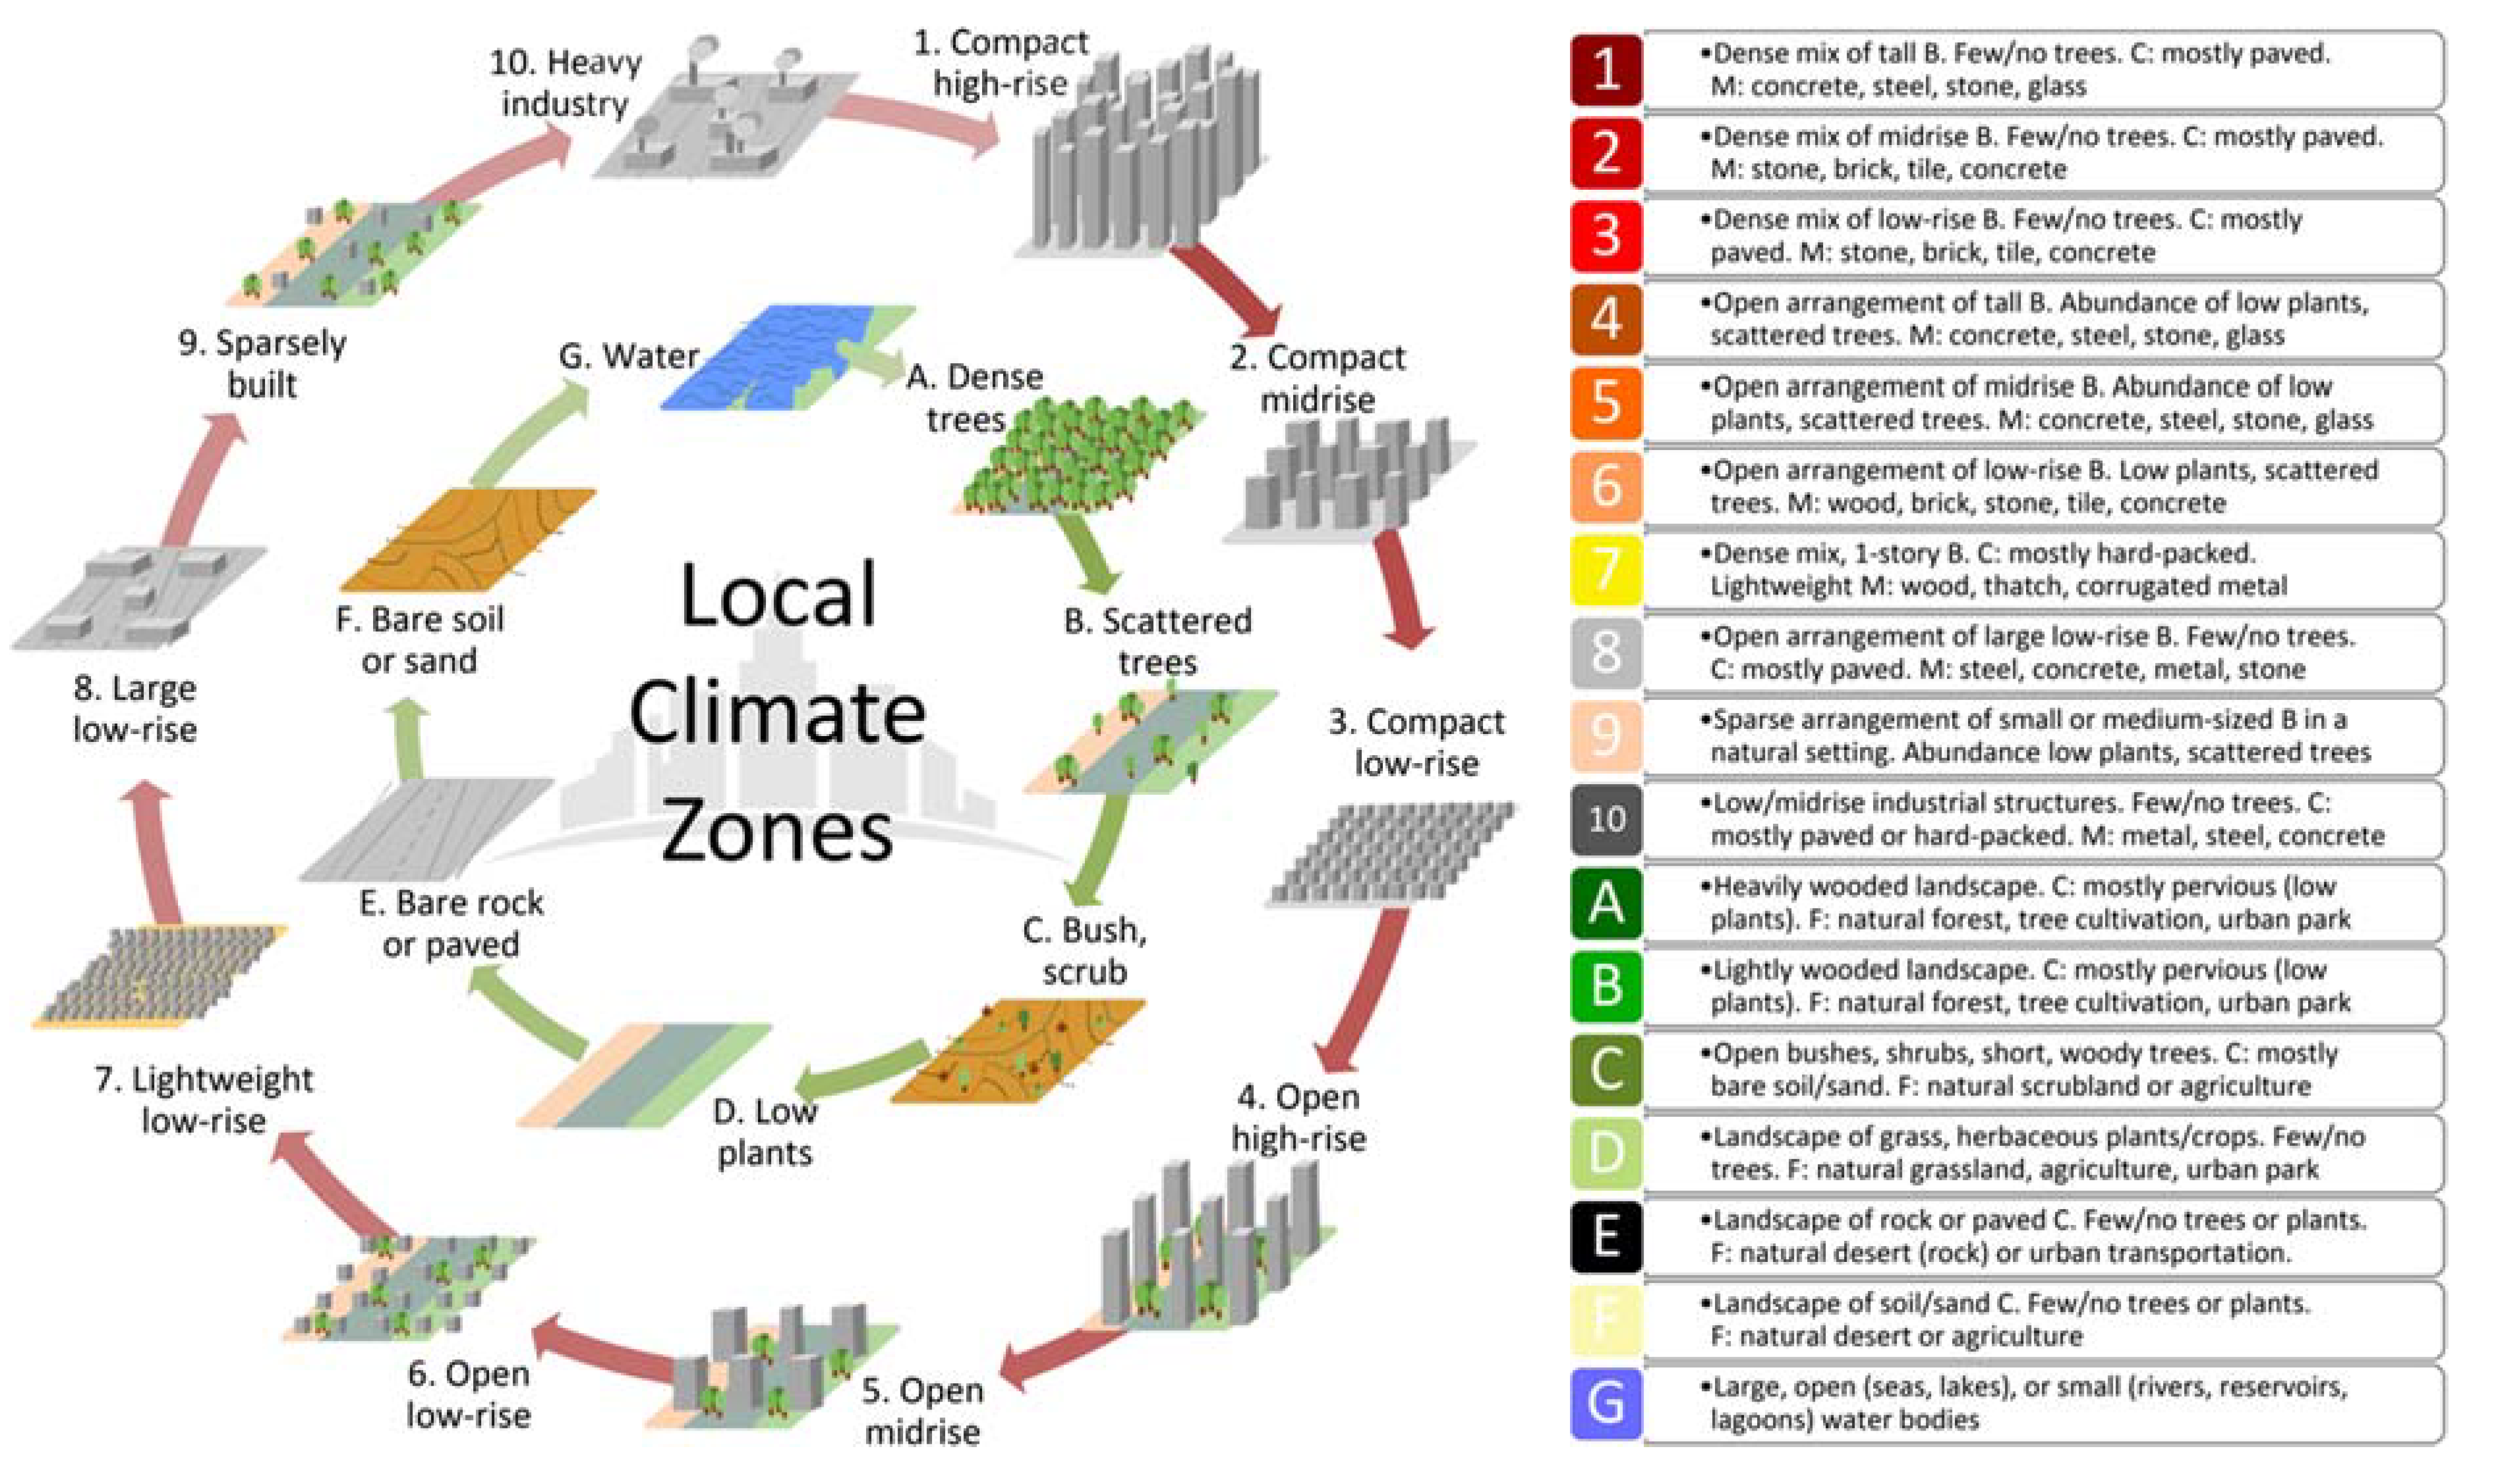 10. Heavy
industry
1. Compact
high-rise
9. Sparsely
built
G. Water
A. Dense
trees
2. Compact
midrise
F. Bare soil
or sand
B. Scattered
trees
8. Large
low-rise
Local
Climate
Zones
3. Compact
low-rise
E. Bare rock
or paved
C. Bush,
scrub
7. Lightweight
low-rise
D. Low
plants
4. Open
high-rise
6. Open
low-rise
5. Open
midrise
1
•Dense mix of tall B. Few/no trees. C: mostly paved.
M: concrete, steel, stone, glass
2
•Dense mix of midrise B. Few/no trees. C: mostly paved.
M: stone, brick, tile, concrete
3
•Dense mix of low-rise B. Few/no trees. C: mostly
paved. M: stone, brick, tile, concrete
4
•Open arrangement of tall B. Abundance of low plants,
scattered trees. M: concrete, steel, stone, glass
5
•Open arrangement of midrise B. Abundance of low
plants, scattered trees. M: concrete, steel, stone, glass
6
•Open arrangement of low-rise B. Low plants, scattered
trees. M: wood, brick, stone, tile, concrete
7
•Dense mix, 1-story B. C: mostly hard-packed.
Lightweight M: wood, thatch, corrugated metal
8
•Open arrangement of large low-rise B. Few/no trees.
C: mostly paved. M: steel, concrete, metal, stone
9
•Sparse arrangement of small or medium-sized B in a
natural setting. Abundance low plants, scattered trees
10
•Low/midrise industrial structures. Few/no trees. C:
mostly paved or hard-packed. M: metal, steel, concrete
A
•Heavily wooded landscape. C: mostly pervious (low
plants). F: natural forest, tree cultivation, urban park
B
•Lightly wooded landscape. C: mostly pervious (low
plants). F: natural forest, tree cultivation, urban park
C
•Open bushes, shrubs, short, woody trees. C: mostly
bare soil/sand. F: natural scrubland or agriculture
D
•Landscape of grass, herbaceous plants/crops. Few/no
trees. F: natural grassland, agriculture, urban park
E
•Landscape of rock or paved C. Few/no trees or plants.
F: natural desert (rock) or urban transportation.
F
•Landscape of soil/sand C. Few/no trees or plants.
F: natural desert or agriculture
G
•Large, open (seas, lakes), or small (rivers, reservoirs,
lagoons) water bodies